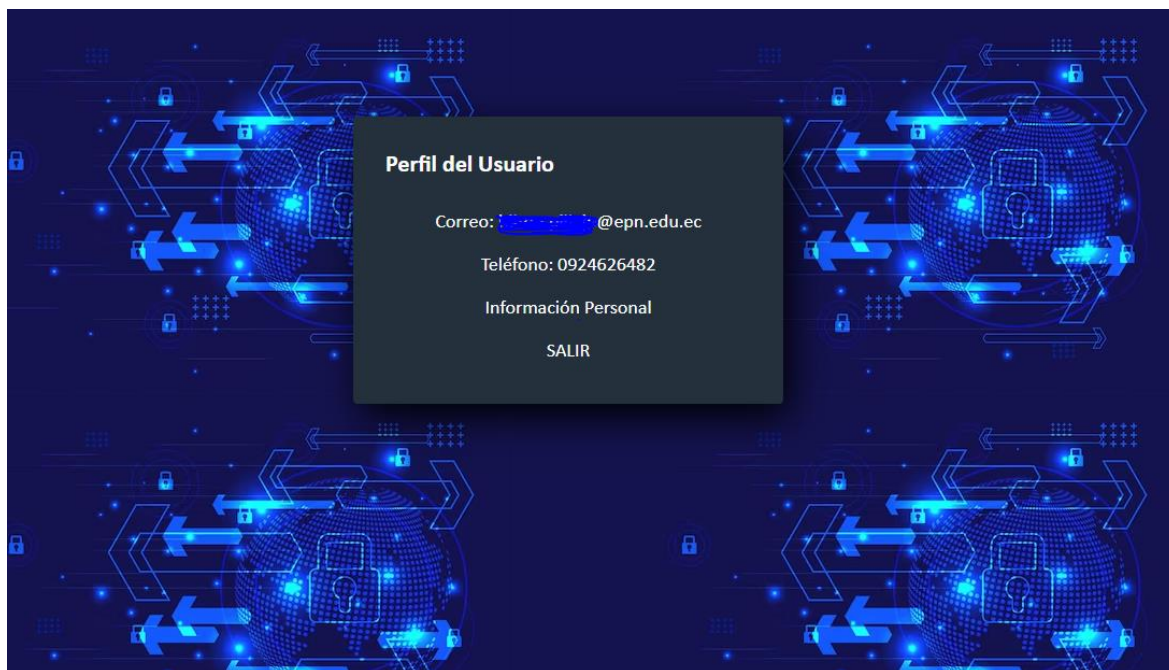 Perfil del Usuario
Correo: @epn.edu.ec
Teléfono: 0924626482
Información Personal
SALIR